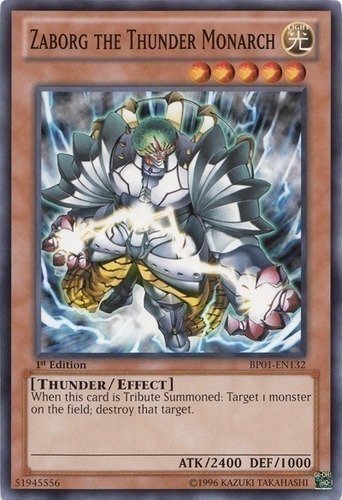 ZABORG THE THUNDER MONARCH
LIGHT
光
1st Edition
BP01-EN132
[THUNDER/EFFECT]
When this card is Tribute Summoned: Target 1 monster
on the field; destroy that target.
ATK/2400 DEF/1000
51945556
©1996 KAZUKI TAKAHASHI